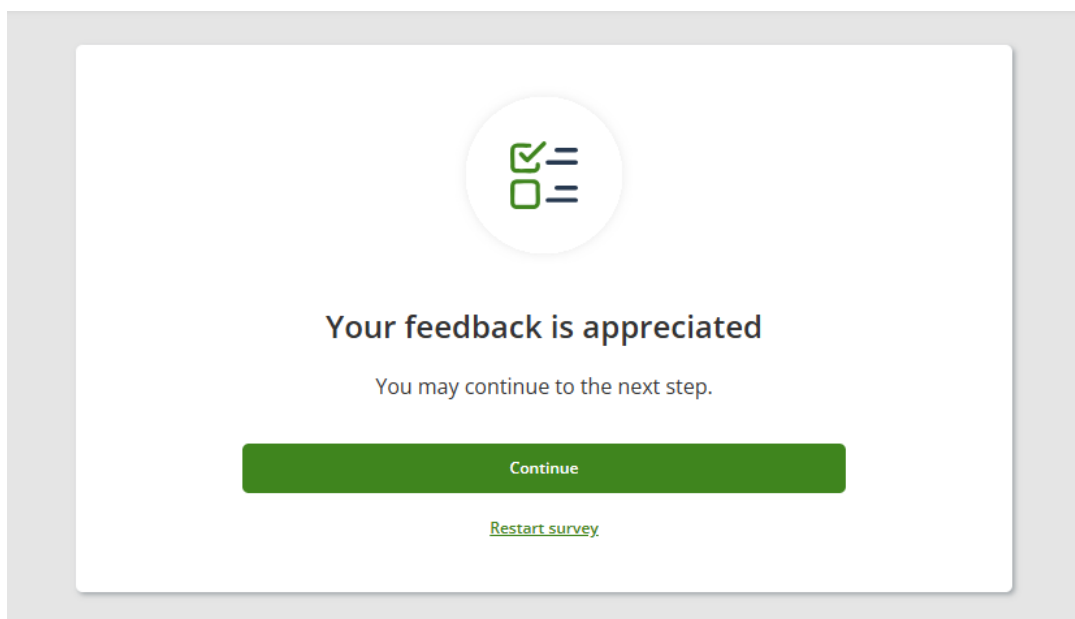 Your feedback is appreciated
You may continue to the next step.
Continue
Restart survey